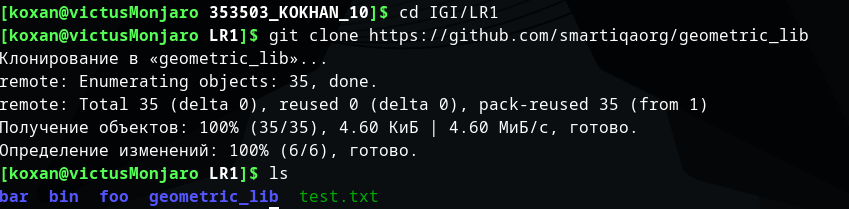 [koxan@victusMonjaro 353503_KOKHAN_10]$ cd IGI/LR1
[koxan@victusMonjaro LR1]$ git clone https://github.com/smartiqaorg/geometric_lib
Клонирование в «geometric_lib»...
remote: Enumerating objects: 35, done.
remote: Total 35 (delta 0), reused 0 (delta 0), pack-reused 35 (from 1)
Получение объектов: 100% (35/35), 4.60 КиБ | 4.60 МиБ/с, готово.
Определение изменений: 100% (6/6), готово.
[koxan@victusMonjaro LR1]$ ls
bar  bin  foo  geometric_lib  test.txt